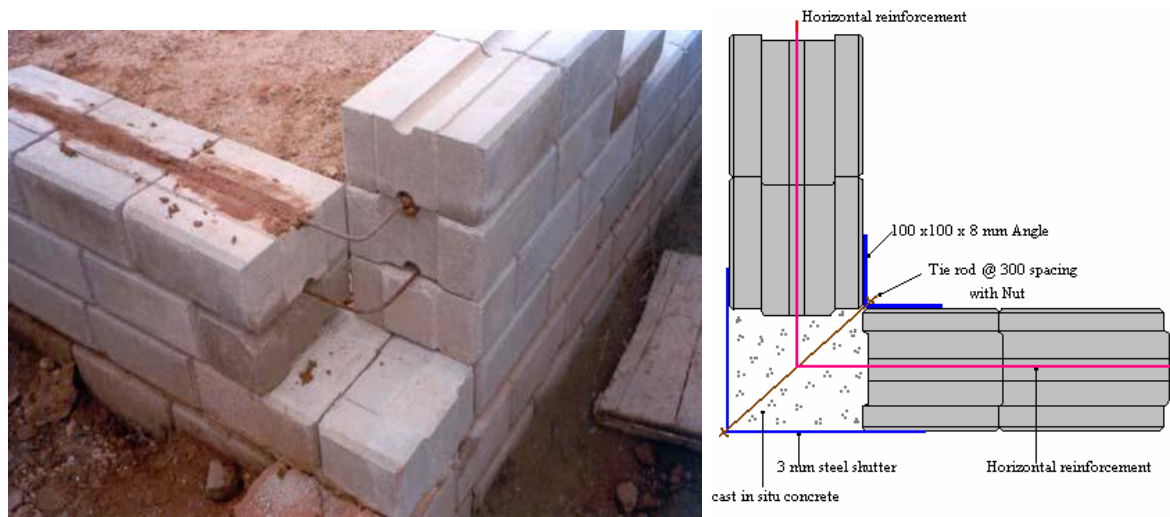 Horizontal reinforcement
100 x100 x 8 mm Angle
Tie rod @ 300 spacing
with Nut
3 mm steel shutter
Horizontal reinforcement
cast in situ concrete